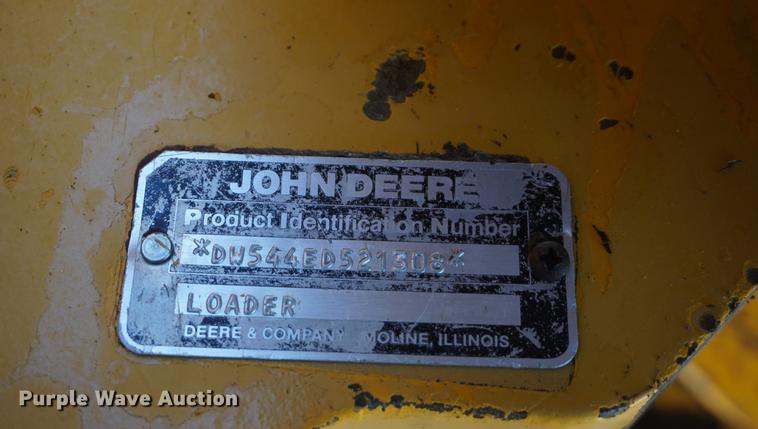 JOHN DEERE
Product Identification Number
*DW544ED521308*
LOADER
DEERE & COMPANY MOLINE, ILLINOIS
Purple Wave Auction